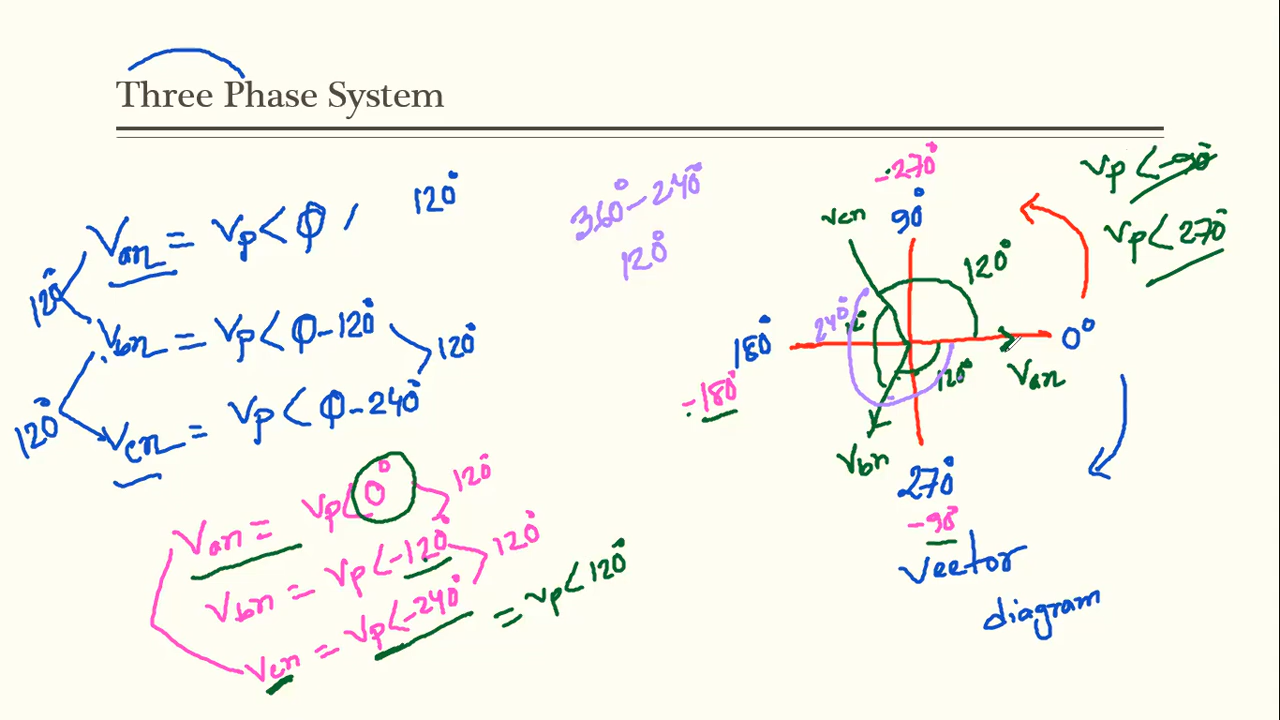 Three Phase System
Van = Vp < φ 120°
120°
Vbn = Vp < φ - 120°
120°
Vcn = Vp < φ - 240°
120°
Van = Vp < 0°
120°
Vbn = Vp < -120°
120°
Vcn = Vp < -240° = Vp < 120°
360° - 240°
120°
-270°
90°
Vcn
120°
0°
Van
180°
-180°
240°
120°
Vbn
270°
-90°
Vector
diagram
Vp < -90°
Vp < 270°